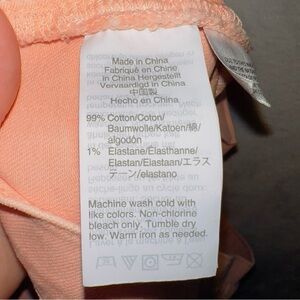 Made in China
Fabriqué en Chine
in China Hergestellt
Vervaardigd in China
中国製
Hecho en China
99% Cotton/Coton/
Baumwolle/Katoen/綿/
algodón
1% Elastane/Elasthanne/
Elastan/Elastaan/エラス
テーン/elastano
Machine wash cold with
like colors. Non-chlorine
bleach only. Tumble dry
low. Warm iron as needed.